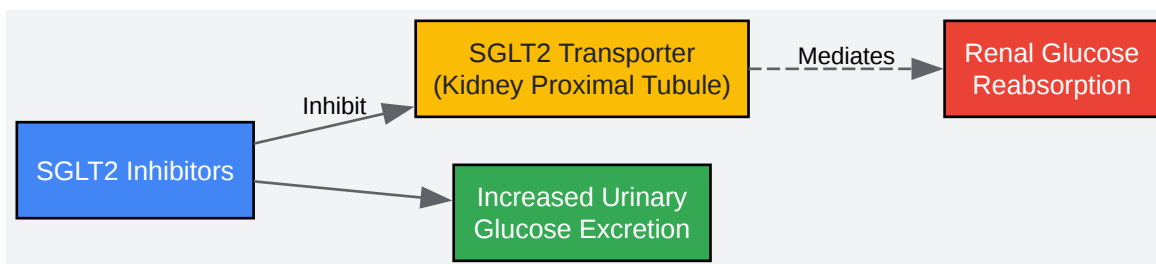 SGLT2 Inhibitors
Inhibit
SGLT2 Transporter
(Kidney Proximal Tubule)
Mediates
Renal Glucose
Reabsorption
Increased Urinary
Glucose Excretion